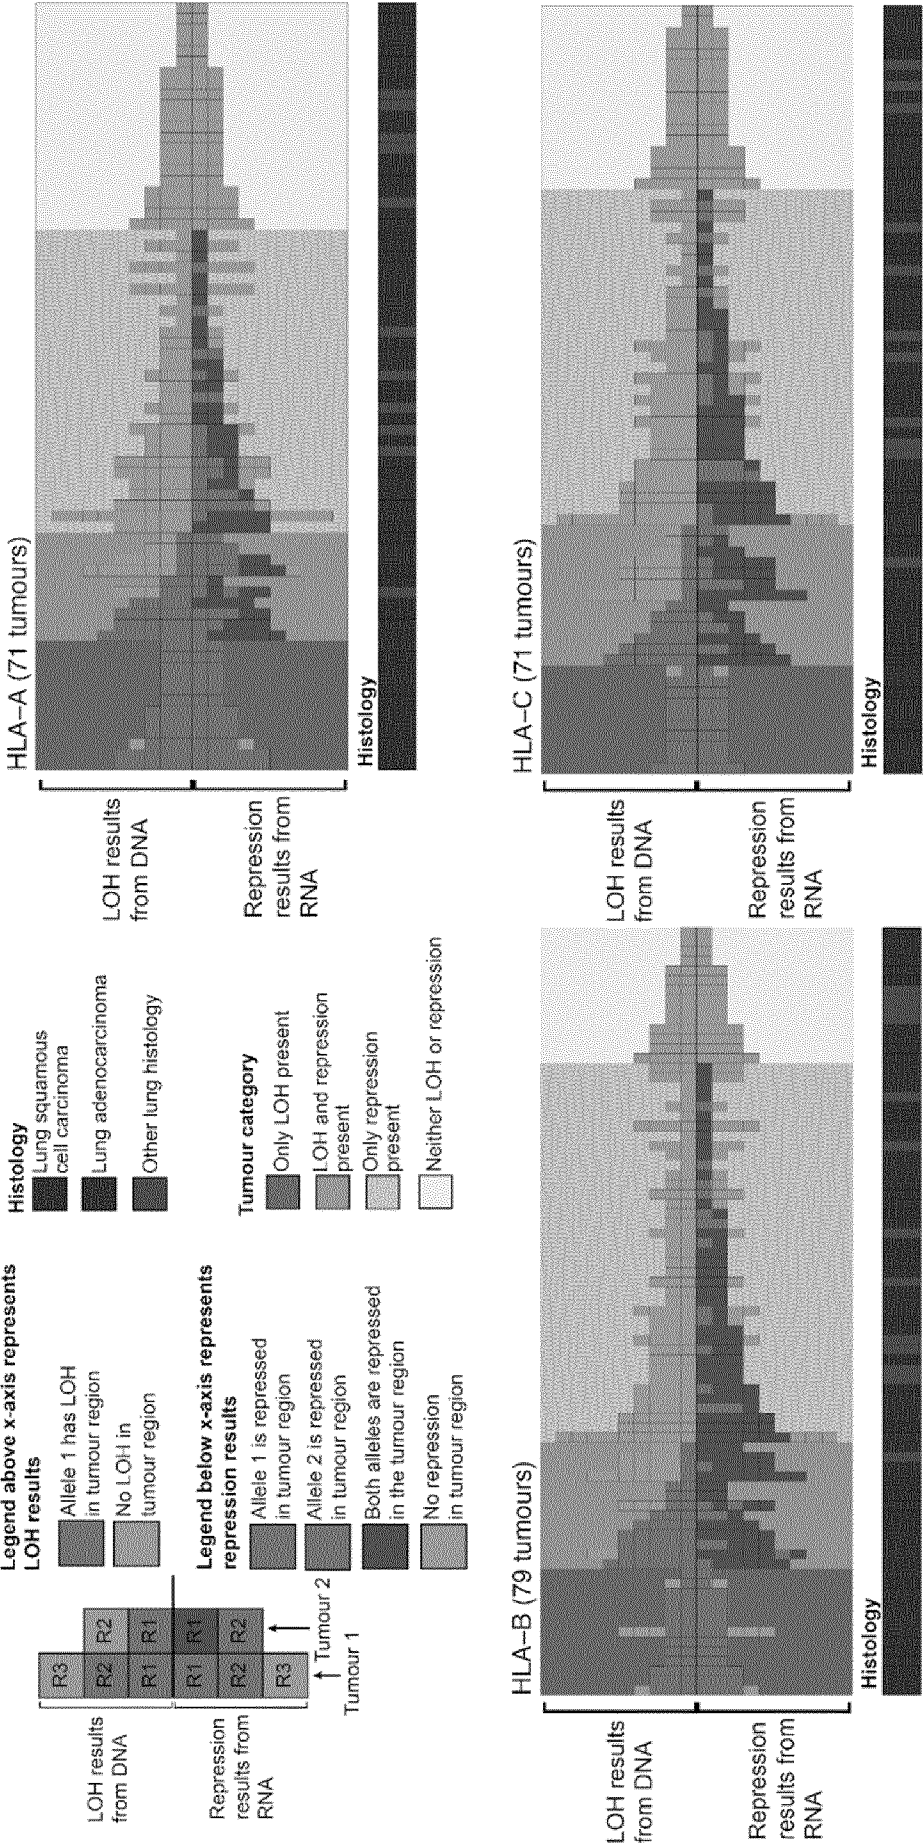 LOH results
from DNA
Repression
results from
RNA
R3
R2
R1
R1
R2
R3
R2
R1
R1
R2
Tumour 1
Tumour 2
Legend above x-axis represents
LOH results
Allele 1 has LOH
in tumour region
No LOH in
tumour region
Legend below x-axis represents
repression results
Allele 1 is repressed
in tumour region
Allele 2 is repressed
in tumour region
Both alleles are repressed
in the tumour region
No repression
in tumour region
Histology
Lung squamous
cell carcinoma
Lung adenocarcinoma
Other lung histology
Tumour category
Only LOH present
LOH and repression
present
Only repression
present
Neither LOH or repression
HLA–A (71 tumours)
LOH results
from DNA
Repression
results from
RNA
Histology
HLA–B (79 tumours)
LOH results
from DNA
Repression
results from
RNA
Histology
HLA–C (71 tumours)
LOH results
from DNA
Repression
results from
RNA
Histology